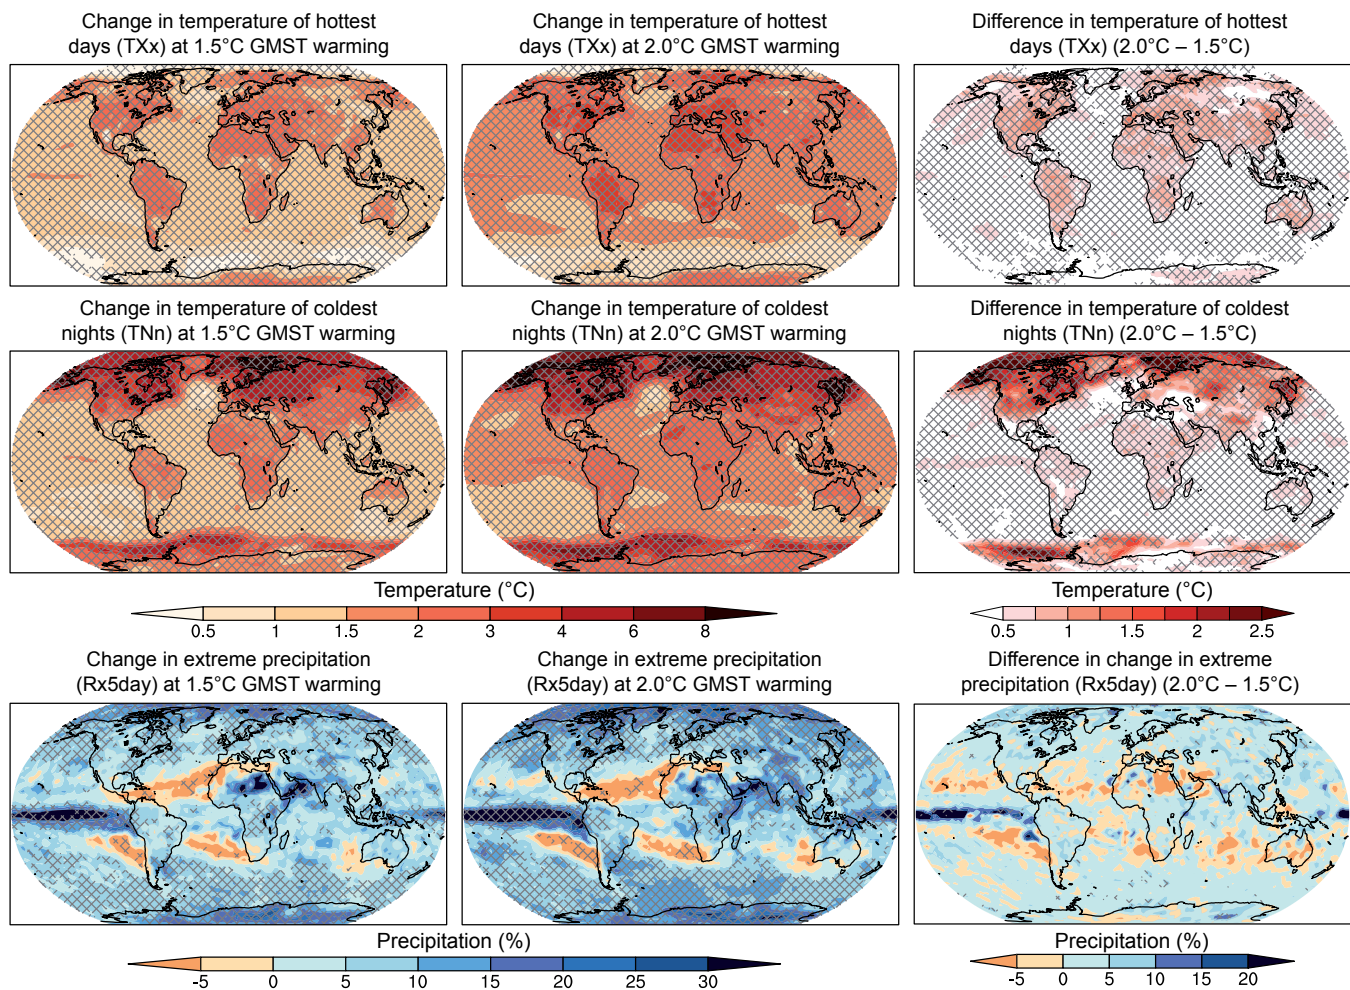 Change in temperature of hottest
days (TXx) at 1.5°C GMST warming
Change in temperature of hottest
days (TXx) at 2.0°C GMST warming
Difference in temperature of hottest
days (TXx) (2.0°C – 1.5°C)
Change in temperature of coldest
nights (TNn) at 1.5°C GMST warming
Change in temperature of coldest
nights (TNn) at 2.0°C GMST warming
Difference in temperature of coldest
nights (TNn) (2.0°C – 1.5°C)
Temperature (°C)
0.5 1 1.5 2 3 4 6 8
Temperature (°C)
0.5 1 1.5 2 2.5
Change in extreme precipitation
(Rx5day) at 1.5°C GMST warming
Change in extreme precipitation
(Rx5day) at 2.0°C GMST warming
Difference in change in extreme
precipitation (Rx5day) (2.0°C – 1.5°C)
Precipitation (%)
-5 0 5 10 15 20 25 30
Precipitation (%)
-5 0 5 10 15 20